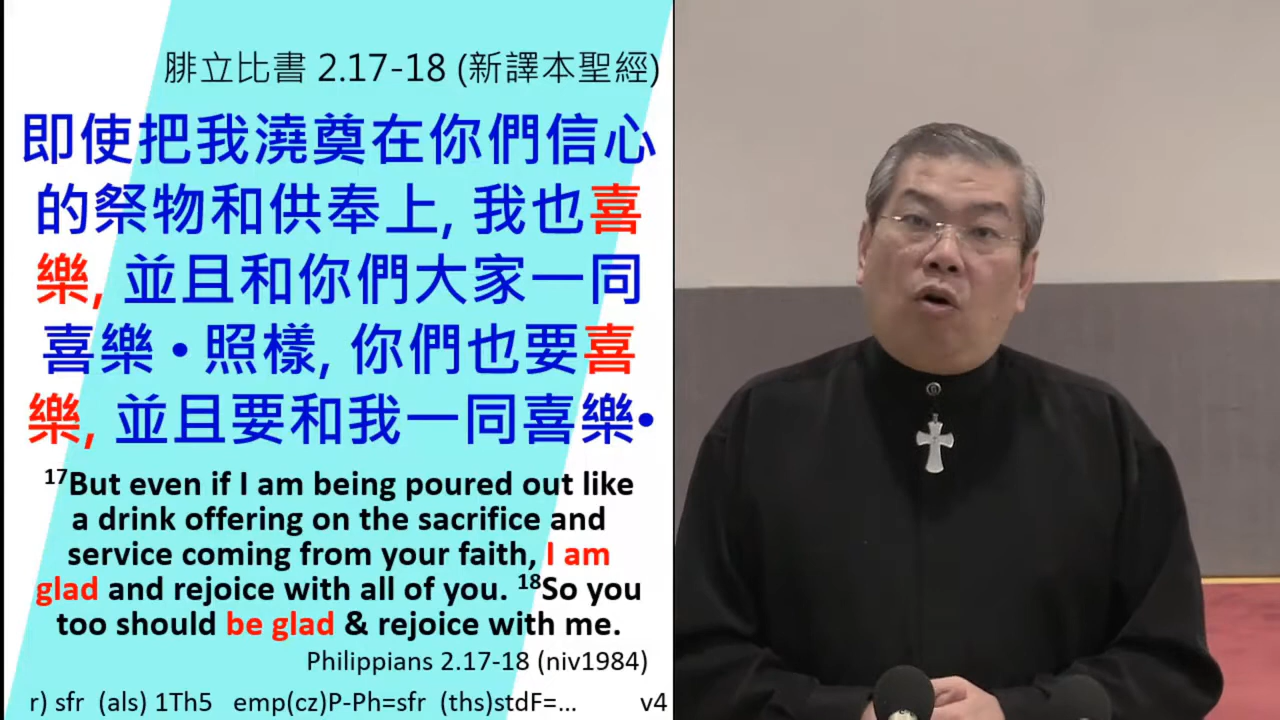 腓立比書 2.17-18 (新譯本聖經)
即使把我澆奠在你們信心
的祭物和供奉上, 我也喜
樂, 並且和你們大家一同
喜樂 • 照樣, 你們也要喜
樂, 並且要和我一同喜樂•
17But even if I am being poured out like
a drink offering on the sacrifice and
service coming from your faith, I am
glad and rejoice with all of you. 18So you
too should be glad & rejoice with me.
Philippians 2.17-18 (niv1984)
r) sfr (als) 1Th5 emp(cz)P-Ph=sfr (ths)stdF=... v4